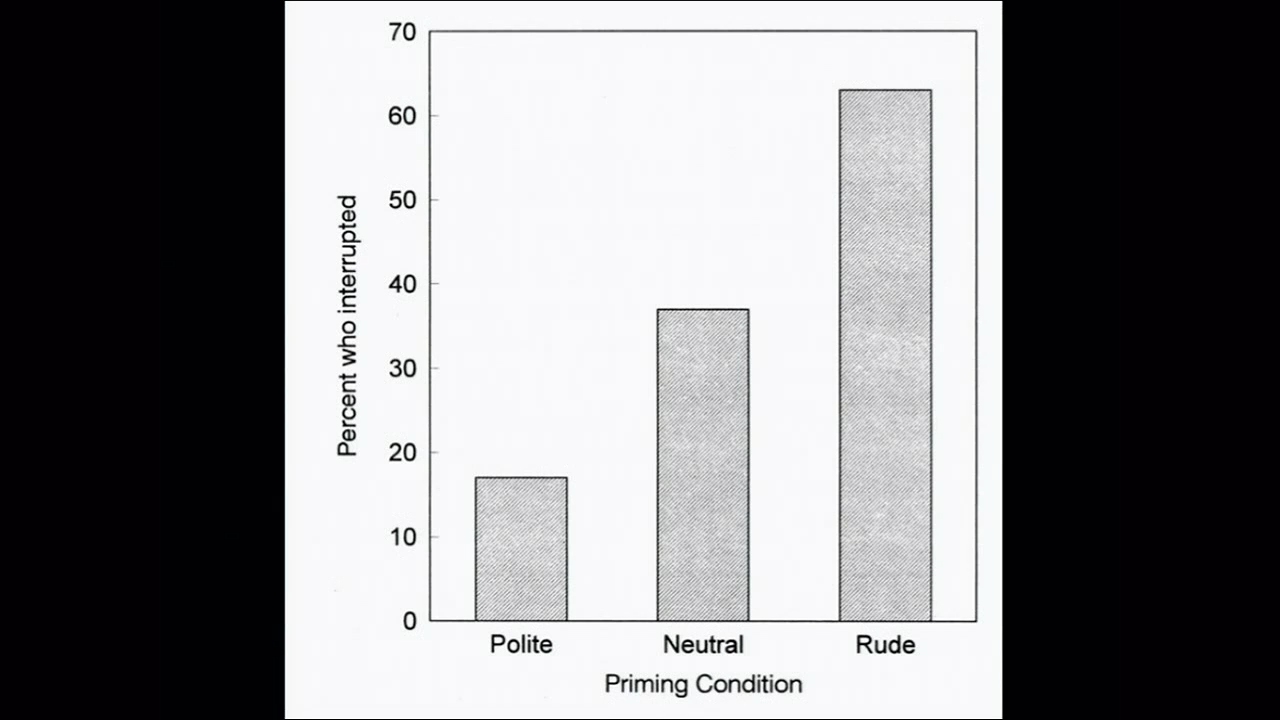 70
60
50
40
30
20
10
0
Percent who interrupted
Polite Neutral Rude
Priming Condition